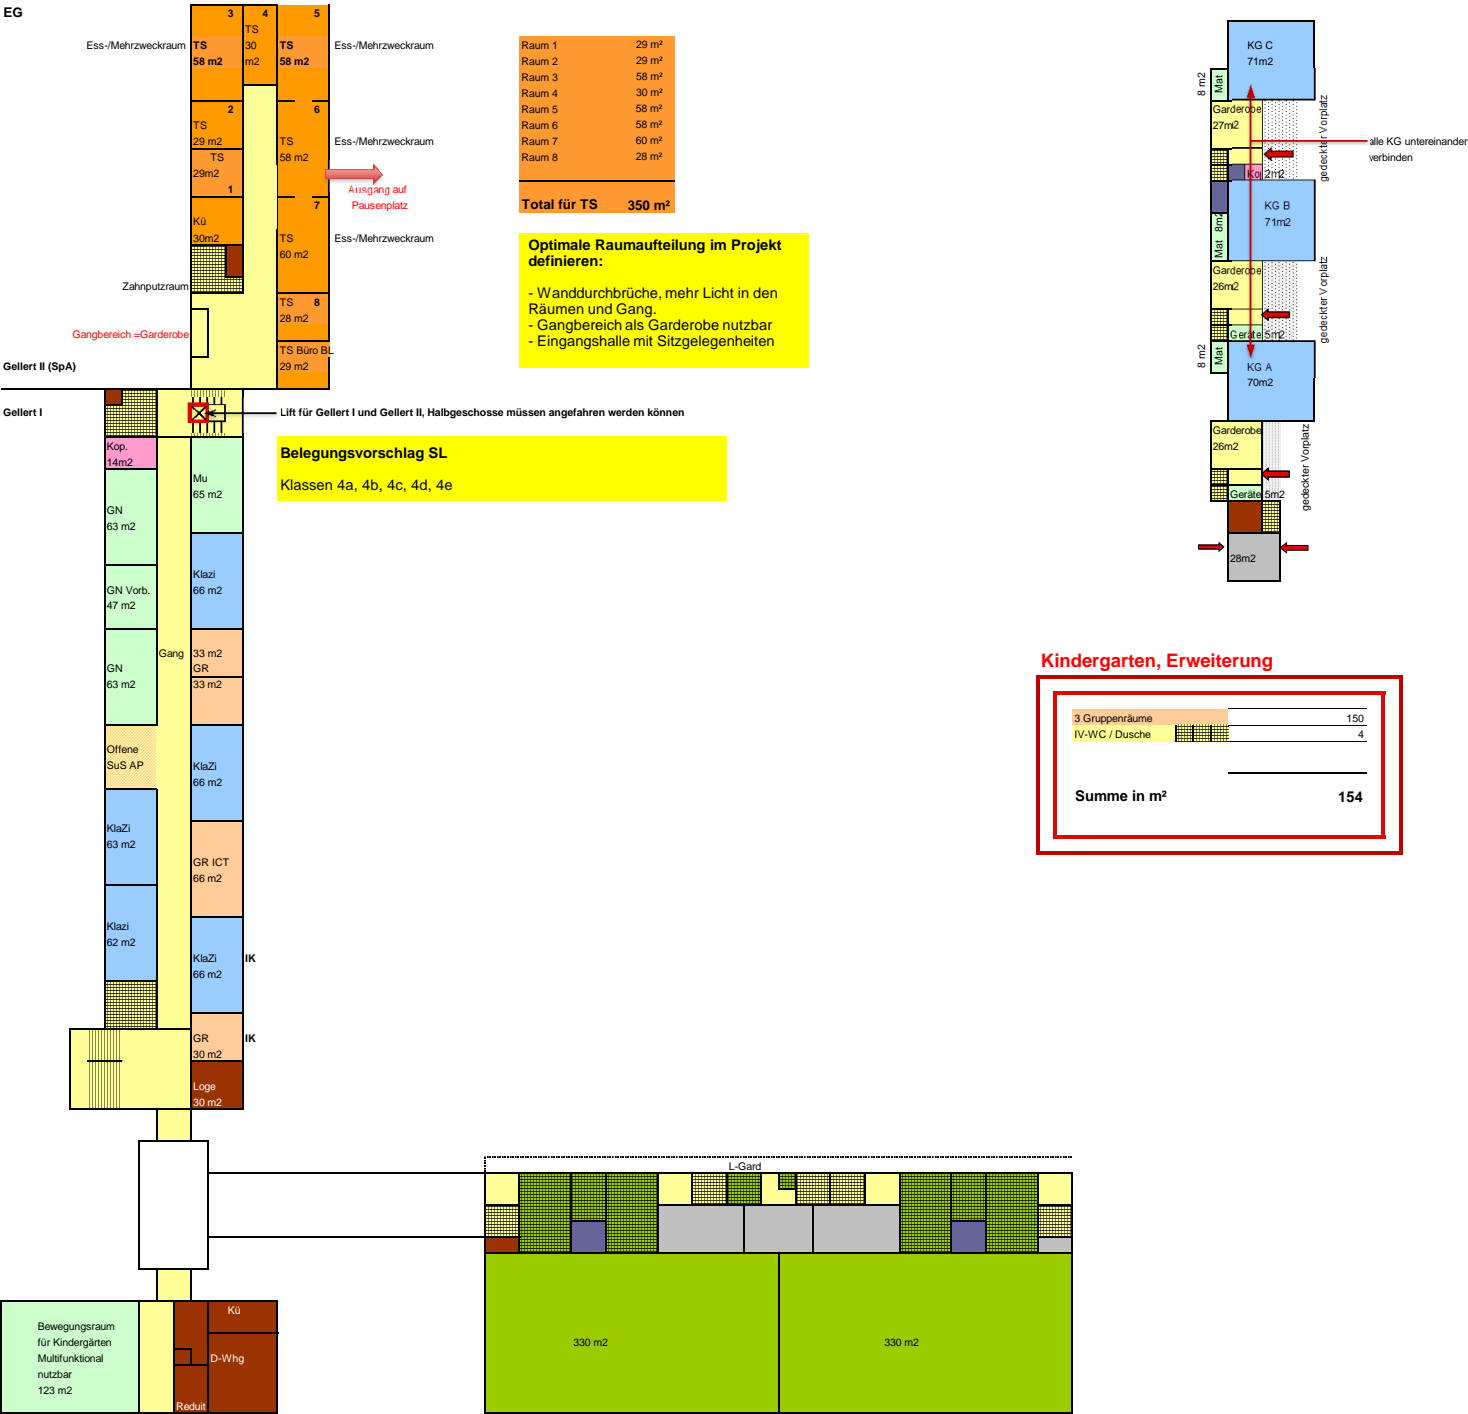 EG
3
4
5
TS
Ess-/Mehrzweckraum
TS
58 m2
30
m2
TS
58 m2
Ess-/Mehrzweckraum
2
TS
29 m2
6
TS
58 m2
Ess-/Mehrzweckraum
TS
29m2
1
Ausgang auf
Pausenplatz
Kü
30m2
7
TS
60 m2
Ess-/Mehrzweckraum
Zahnputzraum
TS 8
28 m2
Gangbereich =Garderobe
TS Büro BL
29 m2
Gellert II (SpA)
Gellert I
Lift für Gellert I und Gellert II, Halbgeschosse müssen angefahren werden können
Raum 1 29 m²
Raum 2 29 m²
Raum 3 58 m²
Raum 4 30 m²
Raum 5 58 m²
Raum 6 58 m²
Raum 7 60 m²
Raum 8 28 m²
Total für TS 350 m²
Optimale Raumaufteilung im Projekt
definieren:
- Wanddurchbrüche, mehr Licht in den
Räumen und Gang.
- Gangbereich als Garderobe nutzbar
- Eingangshalle mit Sitzgelegenheiten
Belegungsvorschlag SL
Klassen 4a, 4b, 4c, 4d, 4e
Kop.
14m2
Mu
65 m2
GN
63 m2
Klazi
66 m2
GN Vorb.
47 m2
Gang
33 m2
GR
33 m2
GN
63 m2
Offene
SuS AP
KlaZi
66 m2
KlaZi
63 m2
GR ICT
66 m2
Klazi
62 m2
KlaZi
66 m2
IK
GR
30 m2
IK
Loge
30 m2
KG C
71m2
8 m2
Mat
Garderobe
27m2
gedeckter Vorplatz
alle KG untereinander
verbinden
Kop 2m2
KG B
71m2
Mat 8m2
Garderobe
26m2
gedeckter Vorplatz
Geräte 5m2
8 m2
Mat
KG A
70m2
Garderobe
26m2
gedeckter Vorplatz
Geräte 5m2
28m2
Kindergarten, Erweiterung
3 Gruppenräume 150
IV-WC / Dusche 4
Summe in m² 154
L-Gard
330 m2
330 m2
Bewegungsraum
für Kindergärten
Multifunktional
nutzbar
123 m2
Kü
D-Whg
Reduit